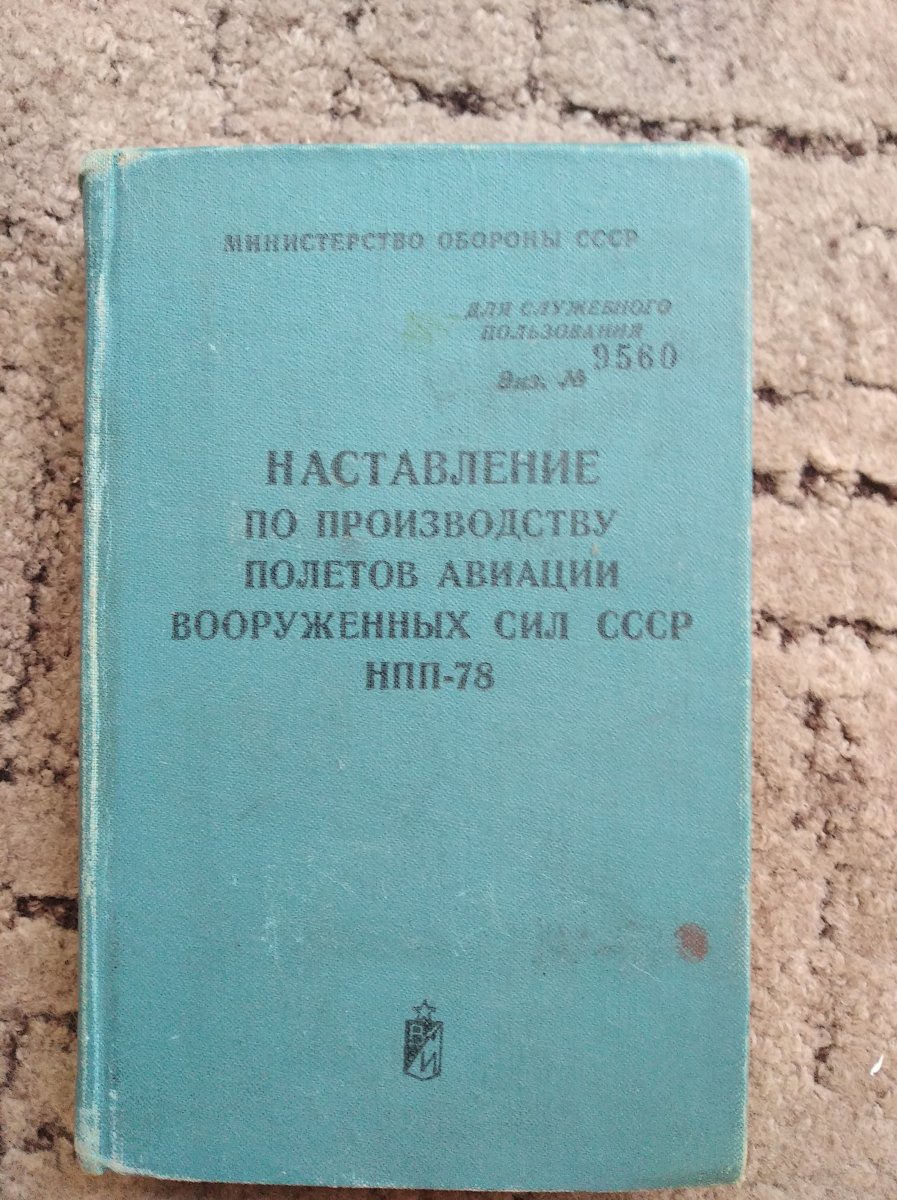 МИНИСТЕРСТВО ОБОРОНЫ СССР
ДЛЯ СЛУЖЕБНОГО
ПОЛЬЗОВАНИЯ
Экз. № 9560
НАСТАВЛЕНИЕ
ПО ПРОИЗВОДСТВУ
ПОЛЕТОВ АВИАЦИИ
ВООРУЖЕННЫХ СИЛ СССР
НПП-78
ВИ